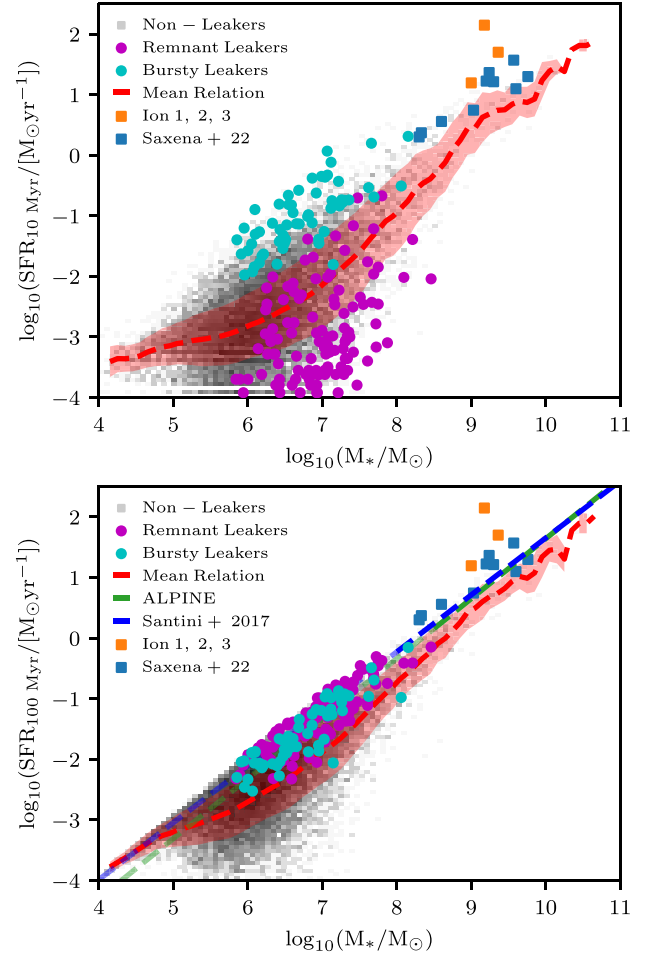 2
1
0
−1
−2
−3
−4
log₁₀(SFR₁₀ Myr/[M⊙yr⁻¹])
Non − Leakers
Remnant Leakers
Bursty Leakers
Mean Relation
Ion 1, 2, 3
Saxena + 22
4 5 6 7 8 9 10 11
log₁₀(M*/M⊙)
2
1
0
−1
−2
−3
−4
log₁₀(SFR₁₀₀ Myr/[M⊙yr⁻¹])
Non − Leakers
Remnant Leakers
Bursty Leakers
Mean Relation
ALPINE
Santini + 2017
Ion 1, 2, 3
Saxena + 22
4 5 6 7 8 9 10 11
log₁₀(M*/M⊙)